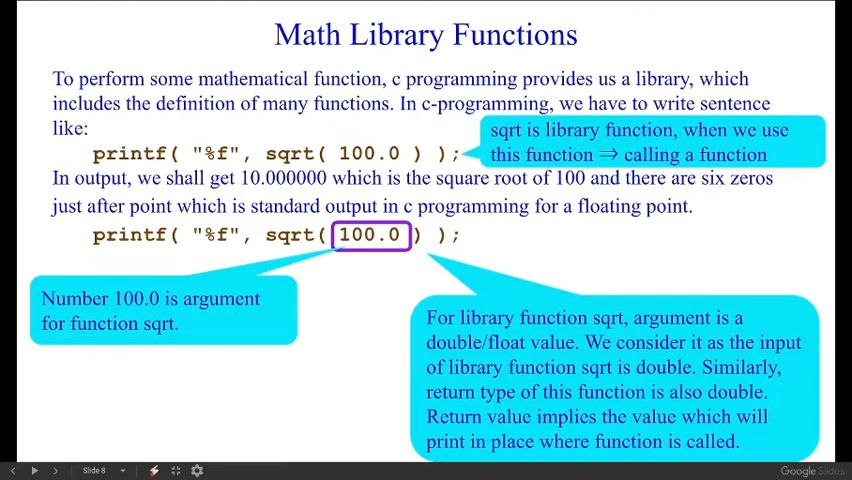 Math Library Functions
To perform some mathematical function, c programming provides us a library, which
includes the definition of many functions. In c-programming, we have to write sentence
like:
printf( "%f", sqrt( 100.0 ) );
sqrt is library function, when we use
this function ⇒ calling a function
In output, we shall get 10.000000 which is the square root of 100 and there are six zeros
just after point which is standard output in c programming for a floating point.
printf( "%f", sqrt( 100.0 ) );
Number 100.0 is argument
for function sqrt.
For library function sqrt, argument is a
double/float value. We consider it as the input
of library function sqrt is double. Similarly,
return type of this function is also double.
Return value implies the value which will
print in place where function is called.
Slide 8
Google Slides